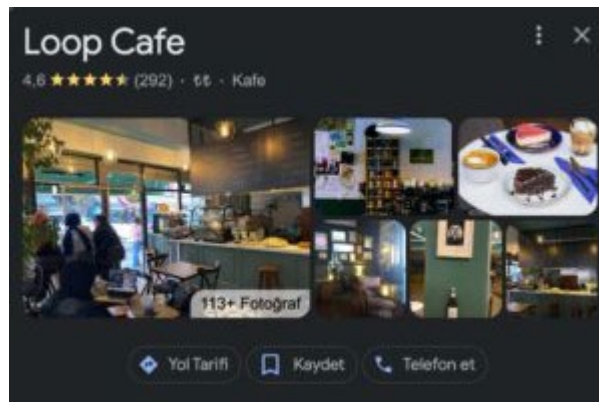 Loop Cafe
4,6 (292) · ₺₺ · Kafe
113+ Fotoğraf
Yol Tarifi
Kaydet
Telefon et